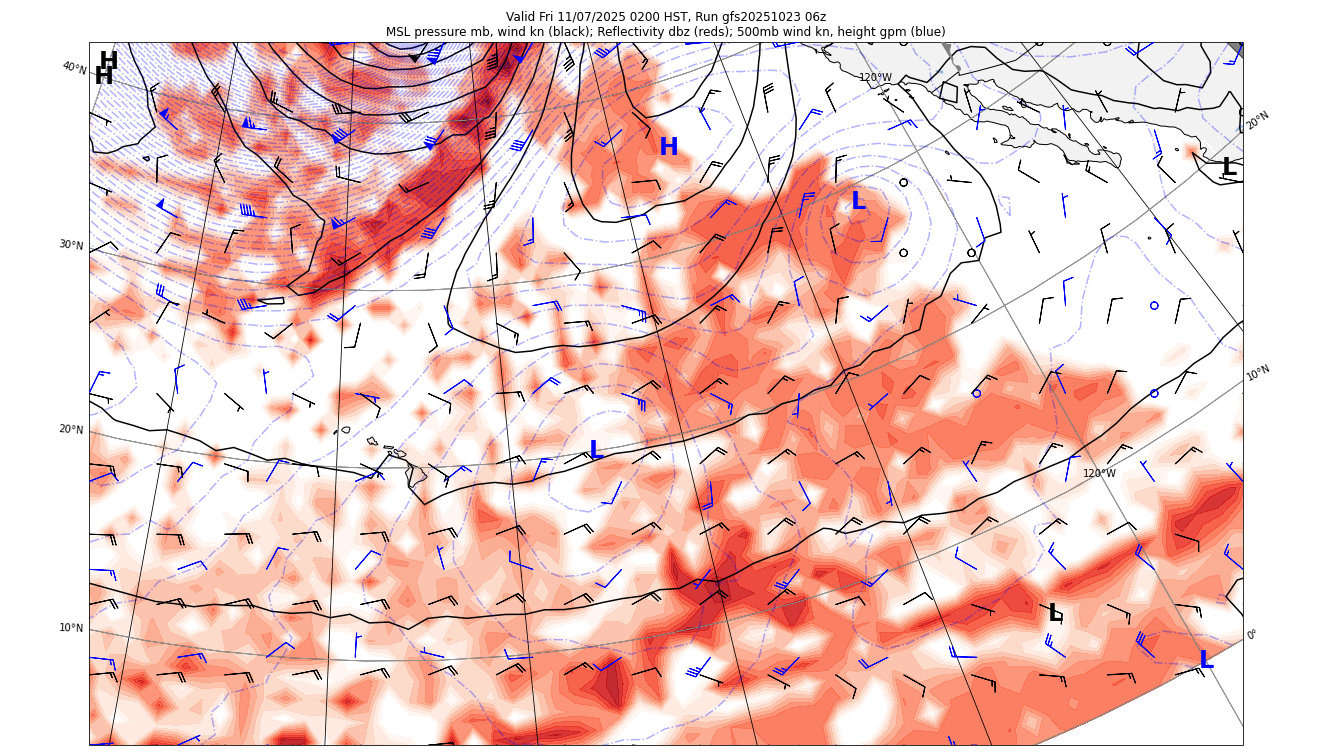 Valid Fri 11/07/2025 0200 HST, Run gfs20251023 06z
MSL pressure mb, wind kn (black); Reflectivity dbz (reds); 500mb wind kn, height gpm (blue)
H
H
40°N
120°W
20°N
H
L
L
30°N
10°N
20°N
L
120°W
10°N
L
0°
L